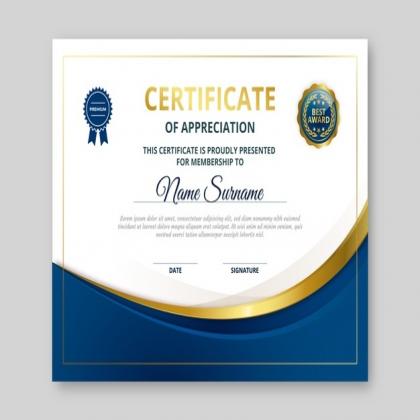 CERTIFICATE
OF APPRECIATION
PREMIUM
BEST
AWARD
THIS CERTIFICATE IS PROUDLY PRESENTED
FOR MEMBERSHIP TO
Name Surname
lorem ipsum dolor sit amet, consectetuer adipiscing elit, sed diam nonummy nibh euismod
tincidunt ut laoreet dolore magna aliquam erat volutpat. Ut wisi enim ad minim veniam, quis
nostrud exerci tation ullamcorper suscipit lobortis nisl.
DATE
SIGNATURE